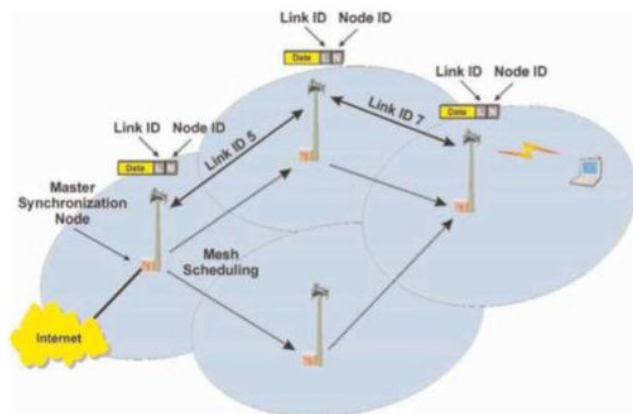 Link ID Node ID
Data
Link ID Node ID
Data
Link ID 7
Link ID Node ID
Data
Link ID 5
Master
Synchronization
Node
Mesh
Scheduling
Internet